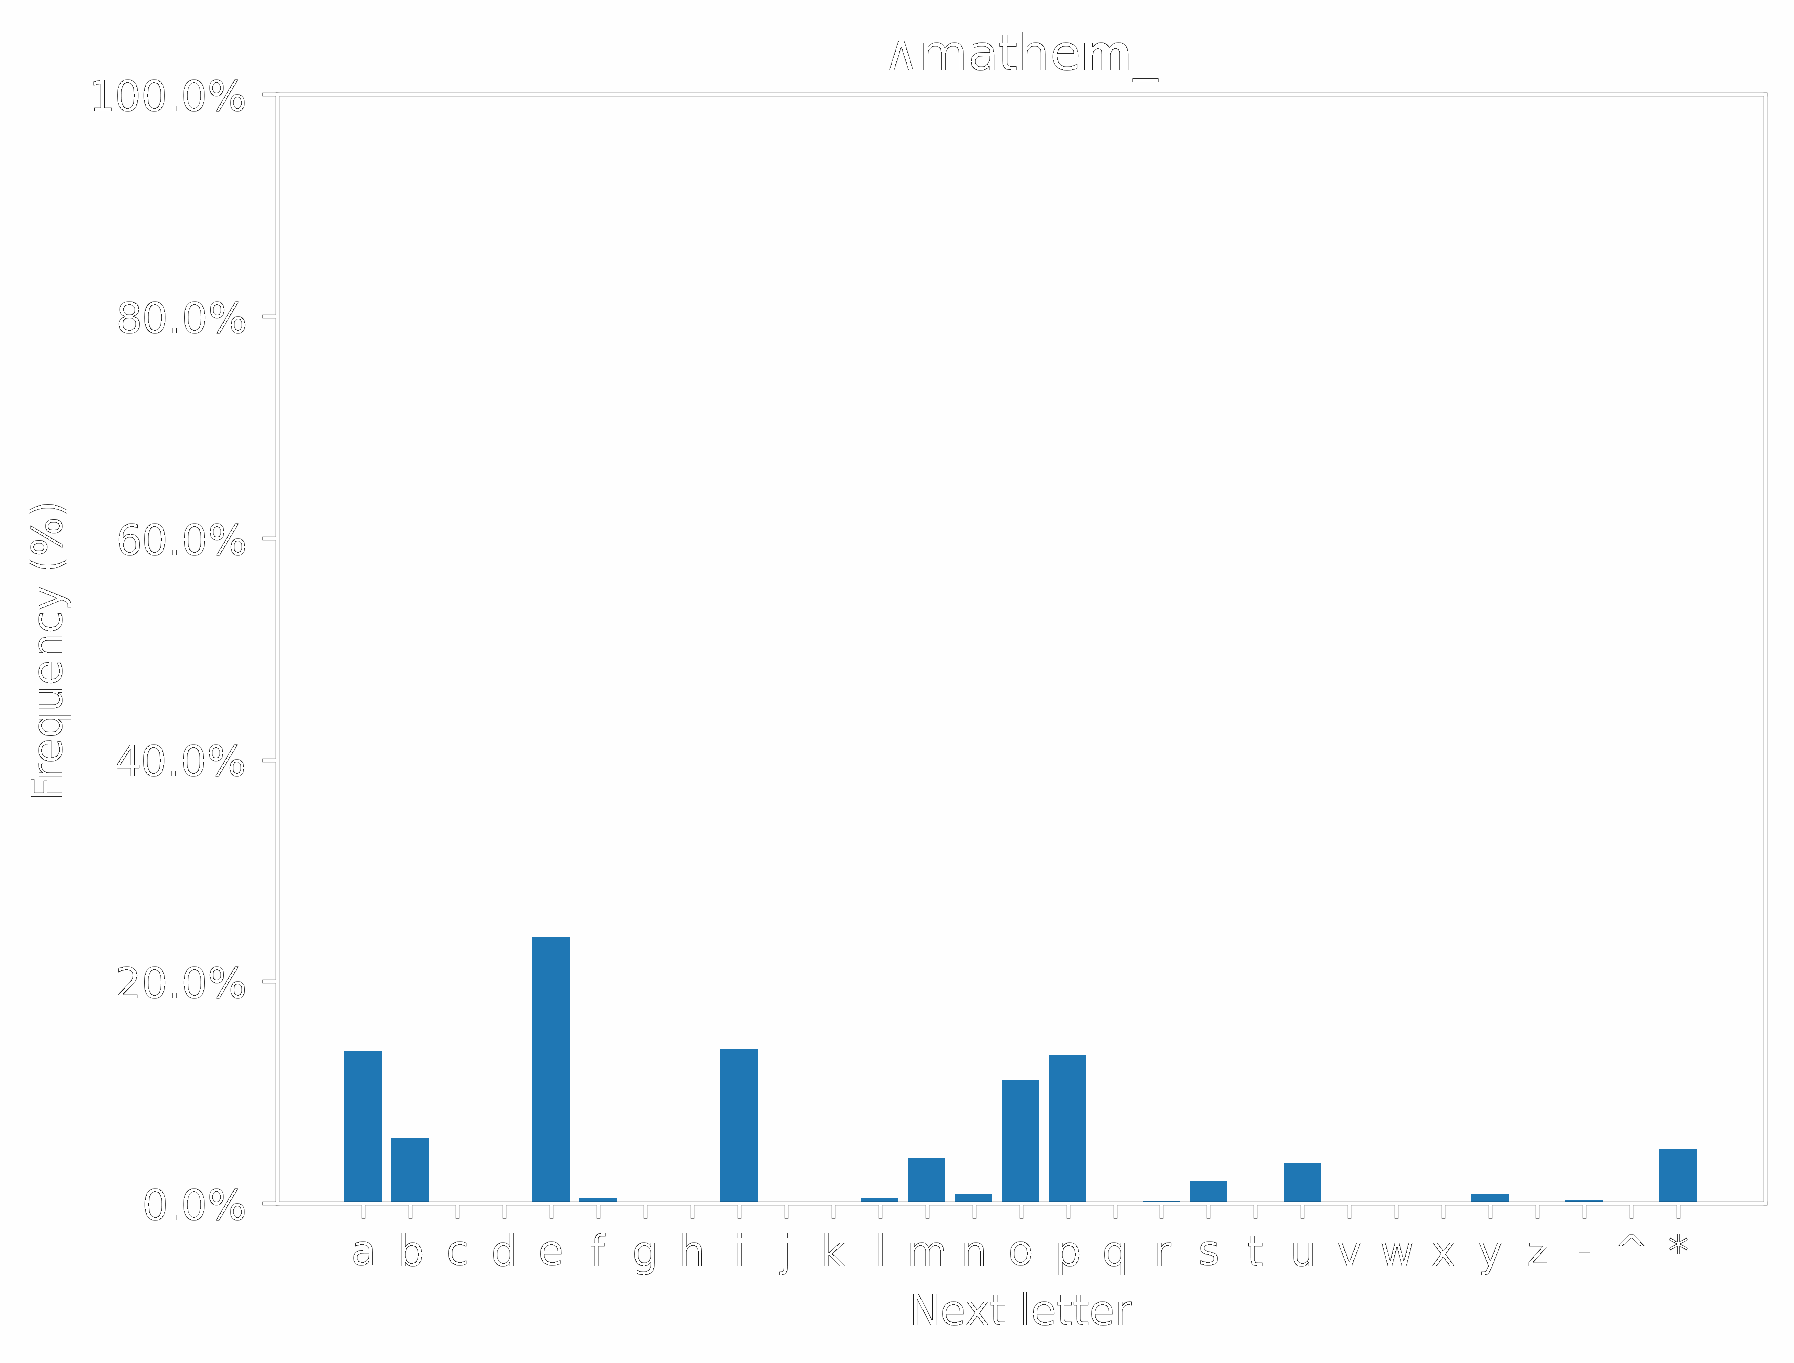 ∧mathem_
100.0%
80.0%
60.0%
40.0%
20.0%
0.0%
Frequency (%)
a b c d e f g h i j k l m n o p q r s t u v w x y z - ^ *
Next letter